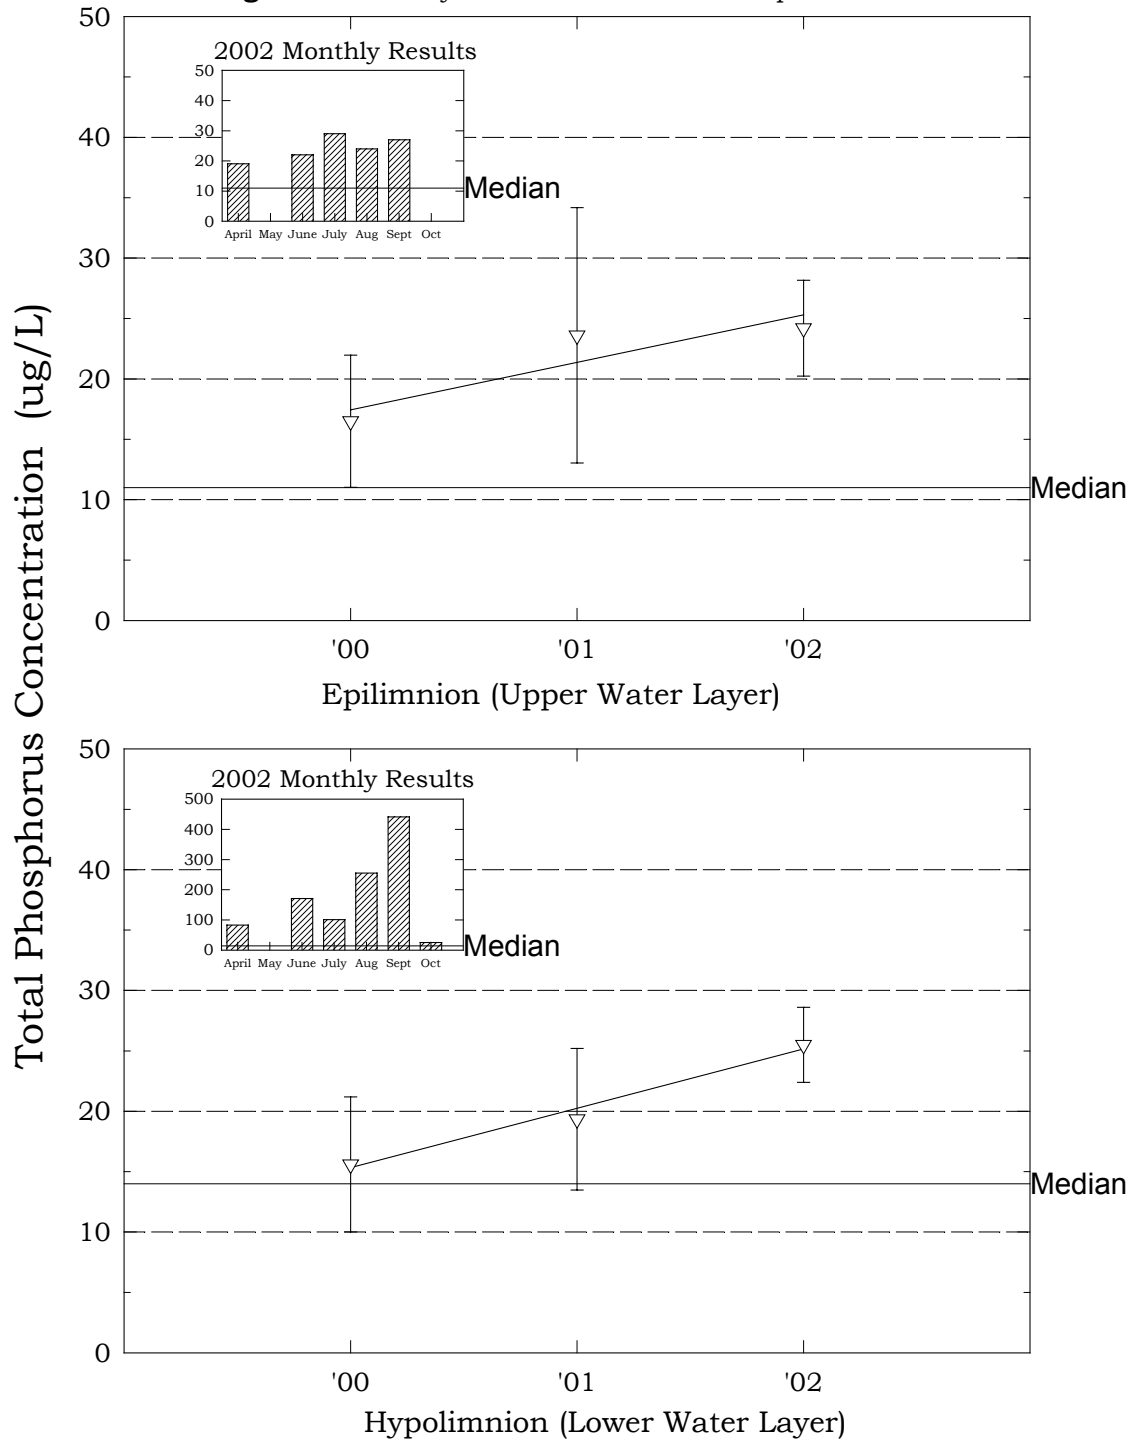 50
2002 Monthly Results
50
40
30
20
10
0
Median
April May June July Aug Sept Oct
40
30
20
10
0
Median
'00 '01 '02
Epilimnion (Upper Water Layer)
Total Phosphorus Concentration (ug/L)
50
2002 Monthly Results
500
400
300
200
100
0
Median
April May June July Aug Sept Oct
40
30
20
10
0
Median
'00 '01 '02
Hypolimnion (Lower Water Layer)